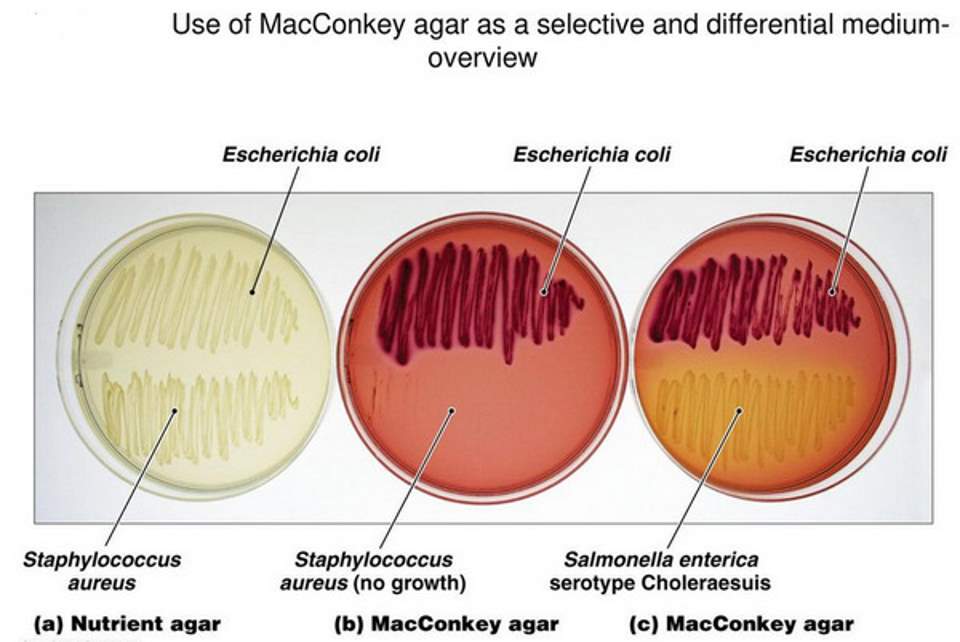 Use of MacConkey agar as a selective and differential medium-
overview
Escherichia coli
Escherichia coli
Escherichia coli
Staphylococcus
aureus
Staphylococcus
aureus (no growth)
Salmonella enterica
serotype Choleraesuis
(a) Nutrient agar
(b) MacConkey agar
(c) MacConkey agar